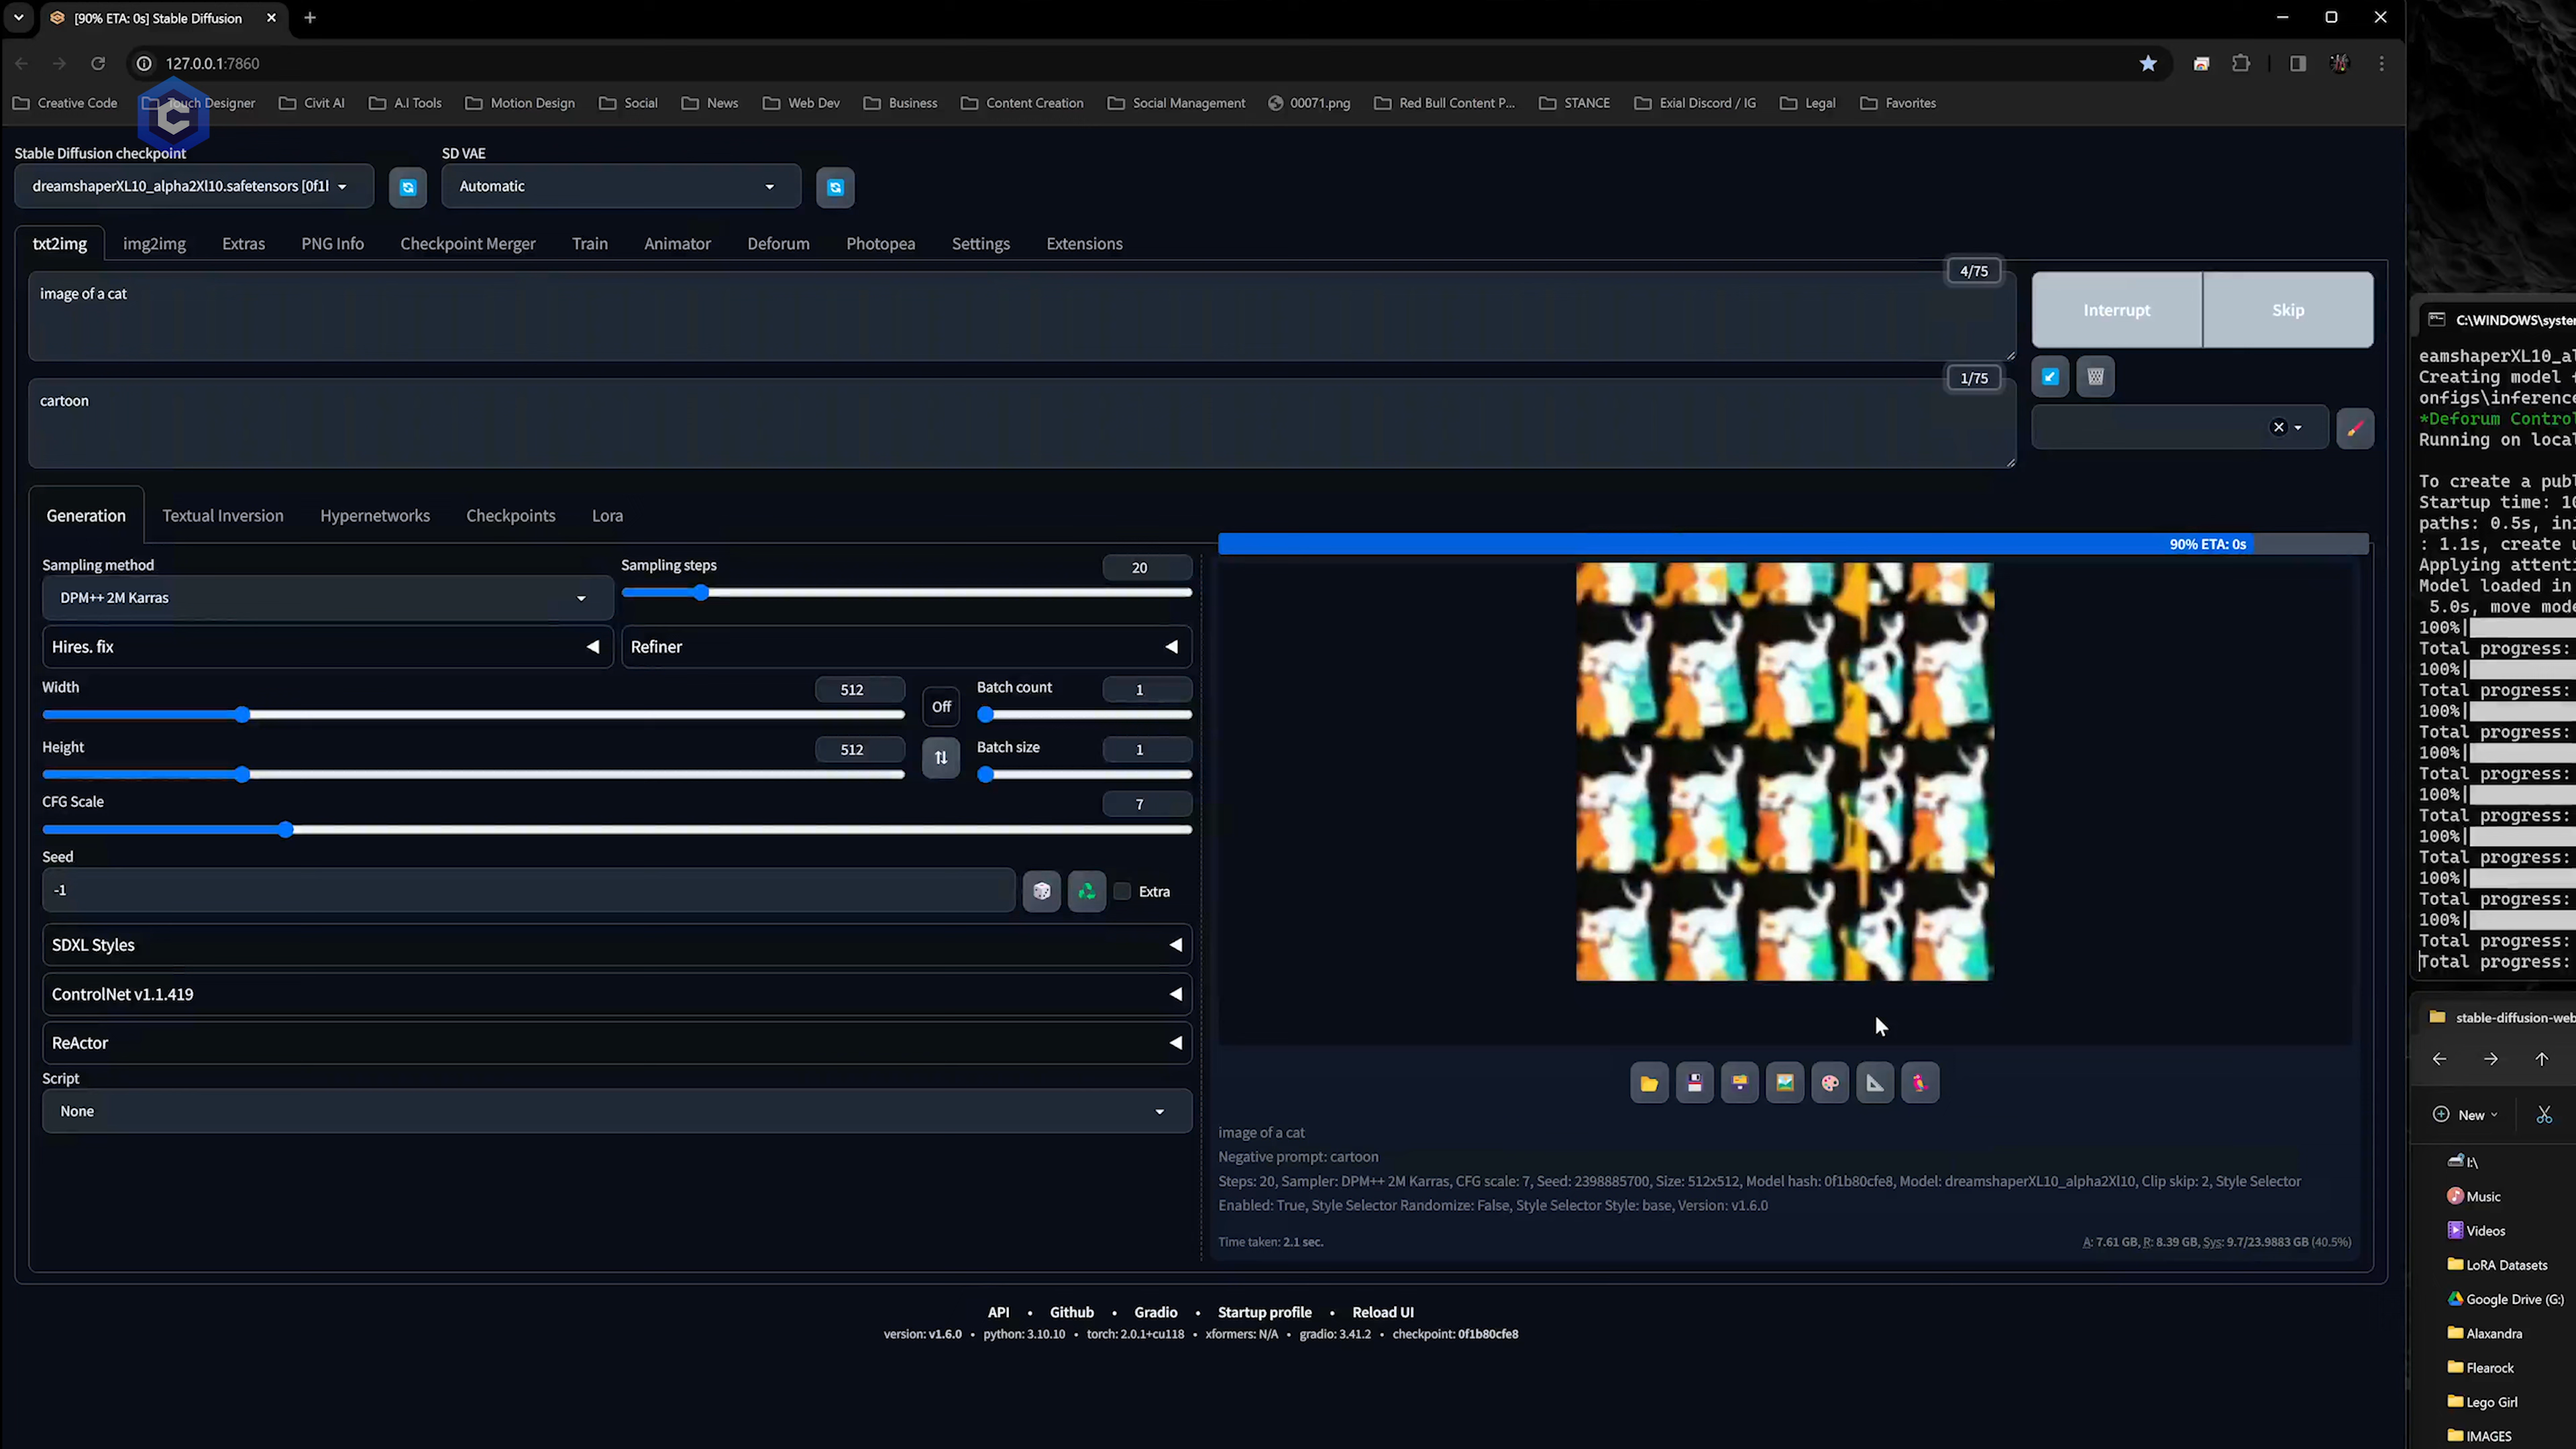 [90% ETA: 0s] Stable Diffusion
127.0.0.1:7860
Creative Code
Touch Designer
Civit AI
A.I Tools
Motion Design
Social
News
Web Dev
Business
Content Creation
Social Management
00071.png
Red Bull Content P...
STANCE
Exial Discord / IG
Legal
Favorites
Stable Diffusion checkpoint
SD VAE
dreamshaperXL10_alpha2Xl10.safetensors [0f1
Automatic
txt2img
img2img
Extras
PNG Info
Checkpoint Merger
Train
Animator
Deforum
Photopea
Settings
Extensions
4/75
image of a cat
Interrupt
Skip
1/75
cartoon
Generation
Textual Inversion
Hypernetworks
Checkpoints
Lora
90% ETA: 0s
Sampling method
Sampling steps
20
DPM++ 2M Karras
Hires. fix
Refiner
Width
512
Off
Batch count
1
Height
512
Batch size
1
CFG Scale
7
Seed
-1
Extra
SDXL Styles
ControlNet v1.1.419
ReActor
Script
None
image of a cat
Negative prompt: cartoon
Steps: 20, Sampler: DPM++ 2M Karras, CFG scale: 7, Seed: 2398885700, Size: 512x512, Model hash: 0f1b80cfe8, Model: dreamshaperXL10_alpha2Xl10, Clip skip: 2, Style Selector
Enabled: True, Style Selector Randomize: False, Style Selector Style: base, Version: v1.6.0
Time taken: 2.1 sec.
A: 7.61 GB, R: 8.39 GB, Sys: 9.7/23.9883 GB (40.5%)
API • Github • Gradio • Startup profile • Reload UI
version: v1.6.0 • python: 3.10.10 • torch: 2.0.1+cu118 • xformers: N/A • gradio: 3.41.2 • checkpoint: 0f1b80cfe8
C:\WINDOWS\system
eamshaperXL10_al
Creating model
onfigs\inference
*Deforum Control
Running on loca
To create a publ
Startup time: 10
paths: 0.5s, ini
: 1.1s, create u
Applying attenti
Model loaded in
5.0s, move mode
100%|
Total progress:
100%|
Total progress:
100%|
Total progress:
100%|
Total progress:
100%|
Total progress:
100%|
Total progress:
100%|
Total progress:
100%|
Total progress:
Total progress:
stable-diffusion-web
New
I:\
Music
Videos
LoRA Datasets
Google Drive (G:)
Alaxandra
Flearock
Lego Girl
IMAGES